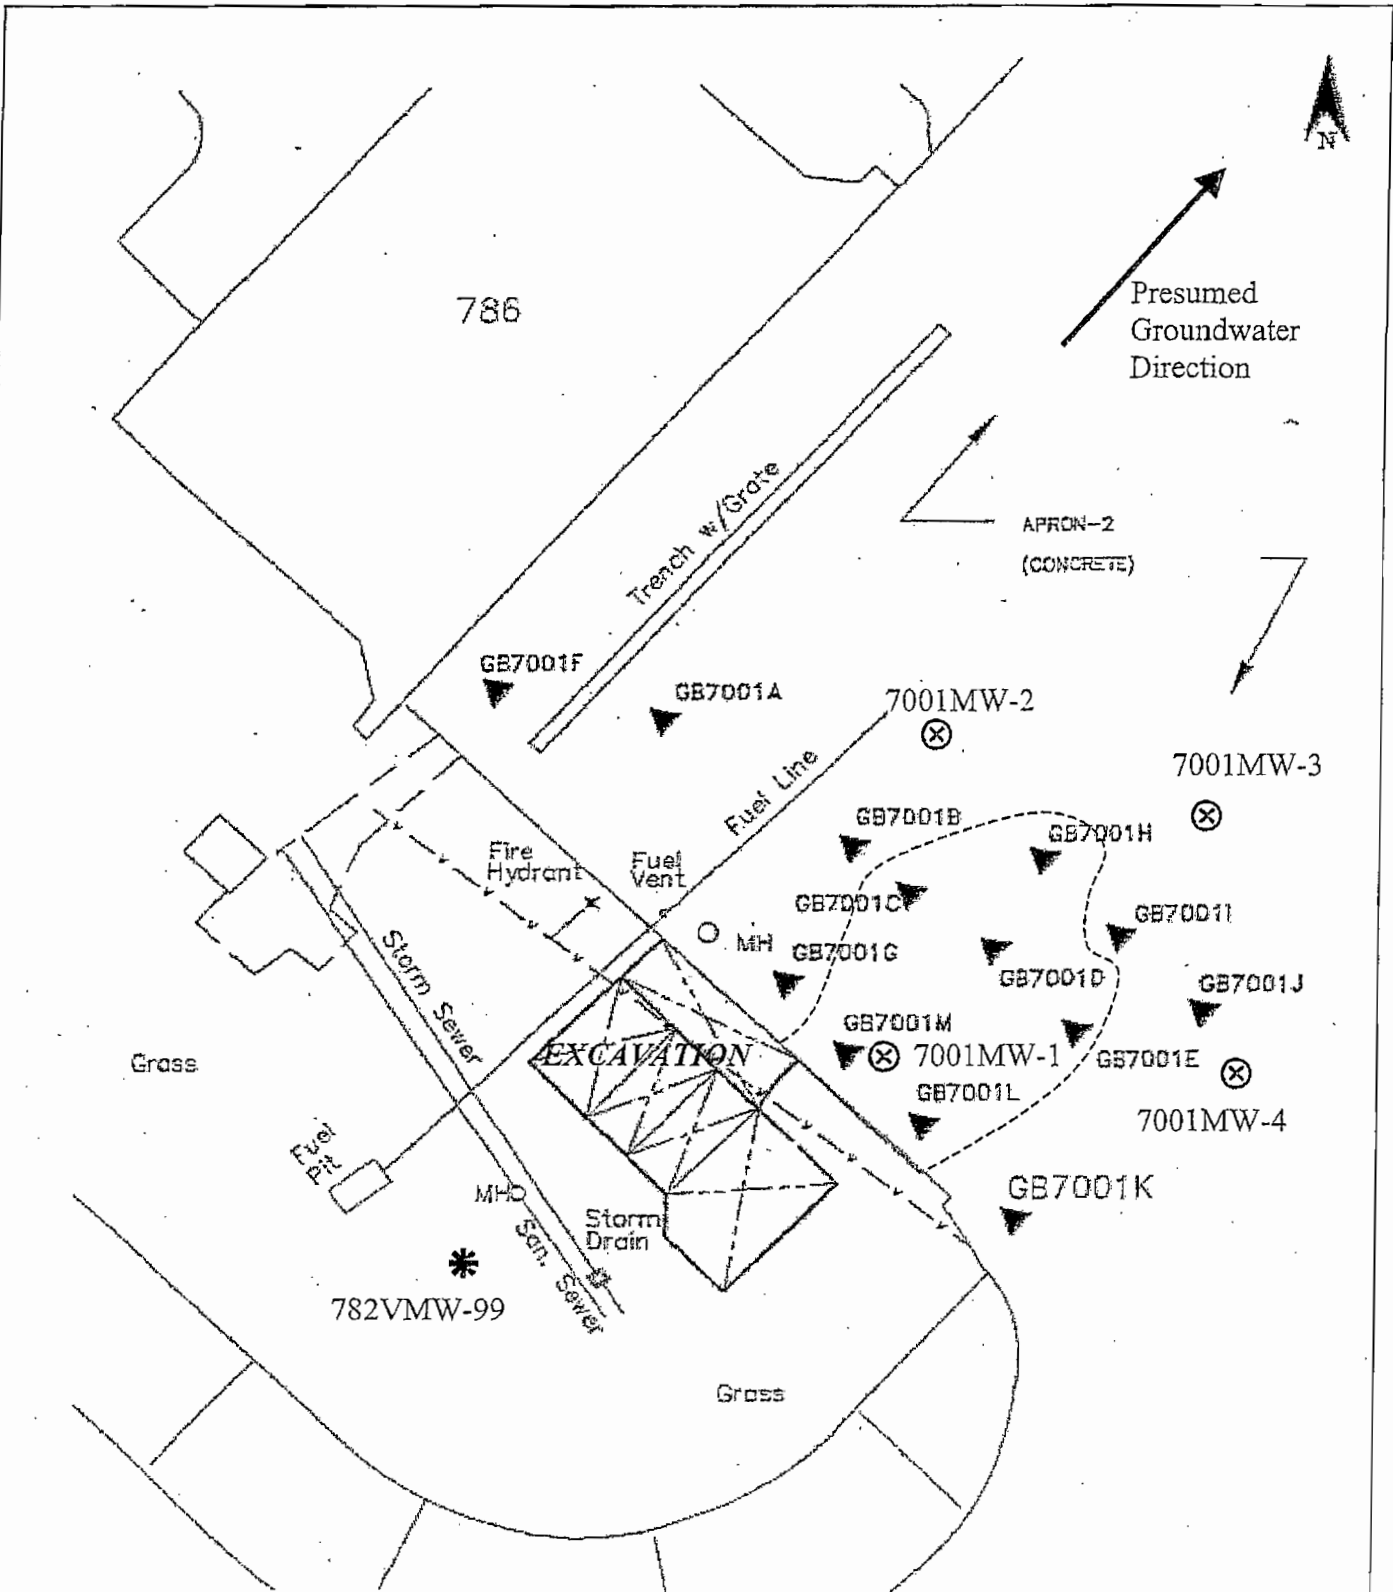 N
Presumed
Groundwater
Direction
786
Trench w/Grate
APRON-2
(CONCRETE)
GB7001F
GB7001A
7001MW-2
7001MW-3
Fuel Line
GB7001B
GB7001H
Fire
Hydrant
Fuel
Vent
GB7001C
GB7001I
MH
GB7001G
GB7001D
GB7001J
Storm Sewer
GB7001M
EXCAVATION
7001MW-1
GB7001E
Grass
GB7001L
7001MW-4
Fuel
Pit
MH
GB7001K
San. Sewer
Storm
Drain
782VMW-99
Grass